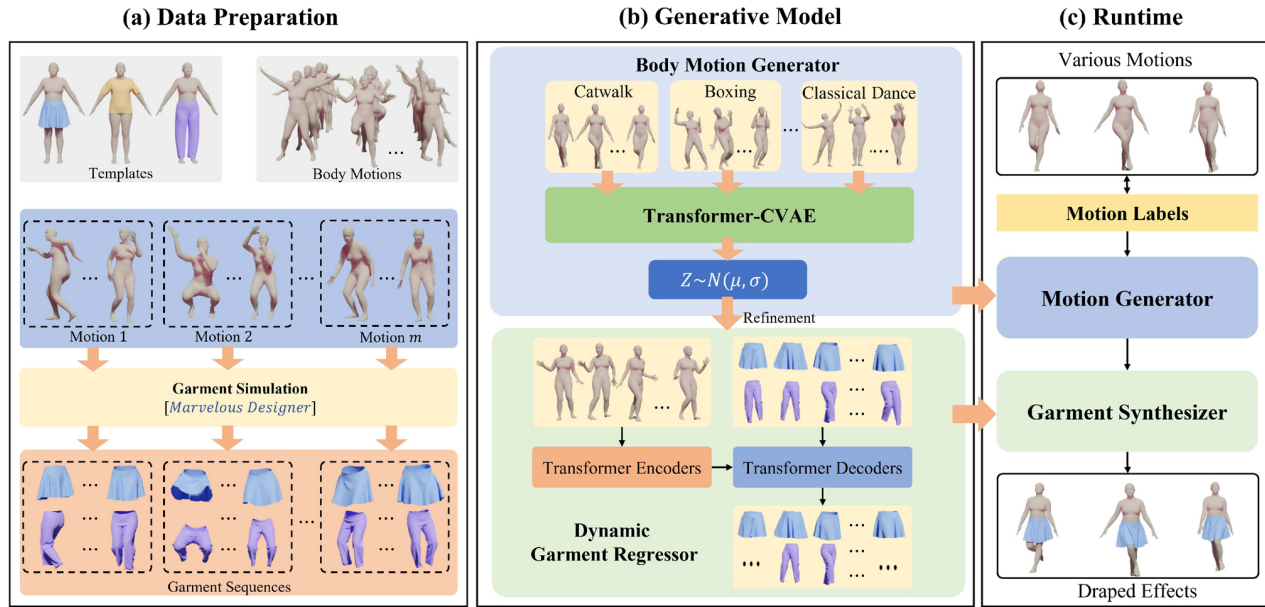 (a) Data Preparation
Templates
Body Motions
...
...
...
...
...
Motion 1
Motion 2
Motion m
Garment Simulation
[Marvelous Designer]
...
...
...
...
...
...
...
Garment Sequences
(b) Generative Model
Body Motion Generator
Catwalk
Boxing
Classical Dance
...
...
...
.....
Transformer-CVAE
Z~N(μ, σ)
Refinement
...
...
...
Transformer Encoders
Transformer Decoders
Dynamic
Garment Regressor
...
...
...
...
(c) Runtime
Various Motions
Motion Labels
Motion Generator
Garment Synthesizer
Draped Effects